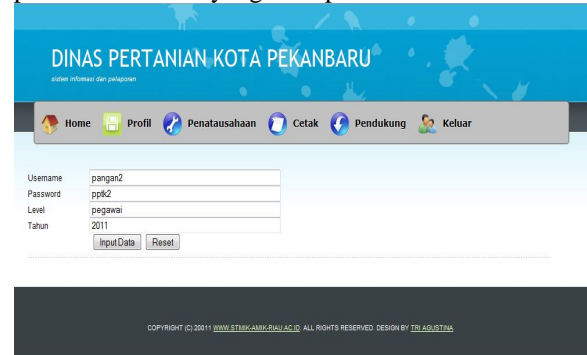 DINAS PERTANIAN KOTA PEKANBARU
sistem informasi dan pelaporan
Home Profil Penatausahaan Cetak Pendukung Keluar
Username pangan2
Password pptk2
Level pegawai
Tahun 2011
Input Data Reset
COPYRIGHT (C) 20011 WWW.STMIK-AMIK-RIAU.AC.ID. ALL RIGHTS RESERVED. DESIGN BY TRI AGUSTINA.